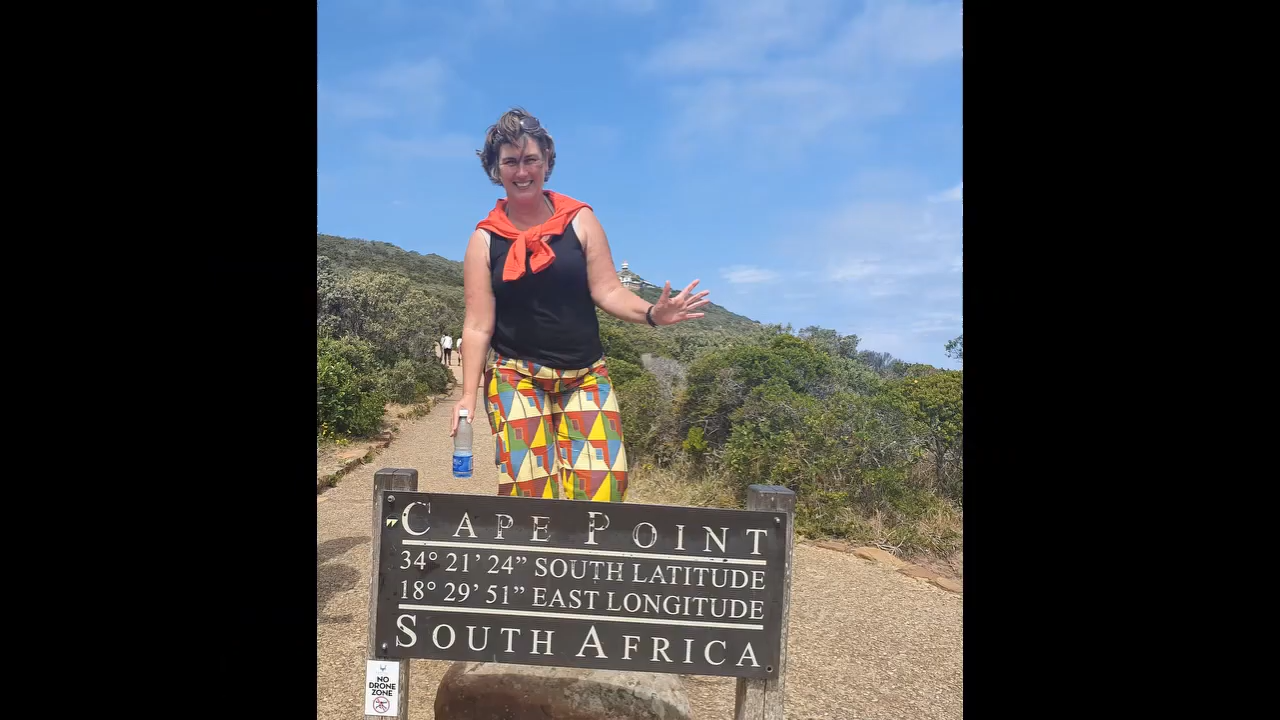 CAPE POINT
34° 21' 24" SOUTH LATITUDE
18° 29' 51" EAST LONGITUDE
SOUTH AFRICA
NO
DRONE
ZONE